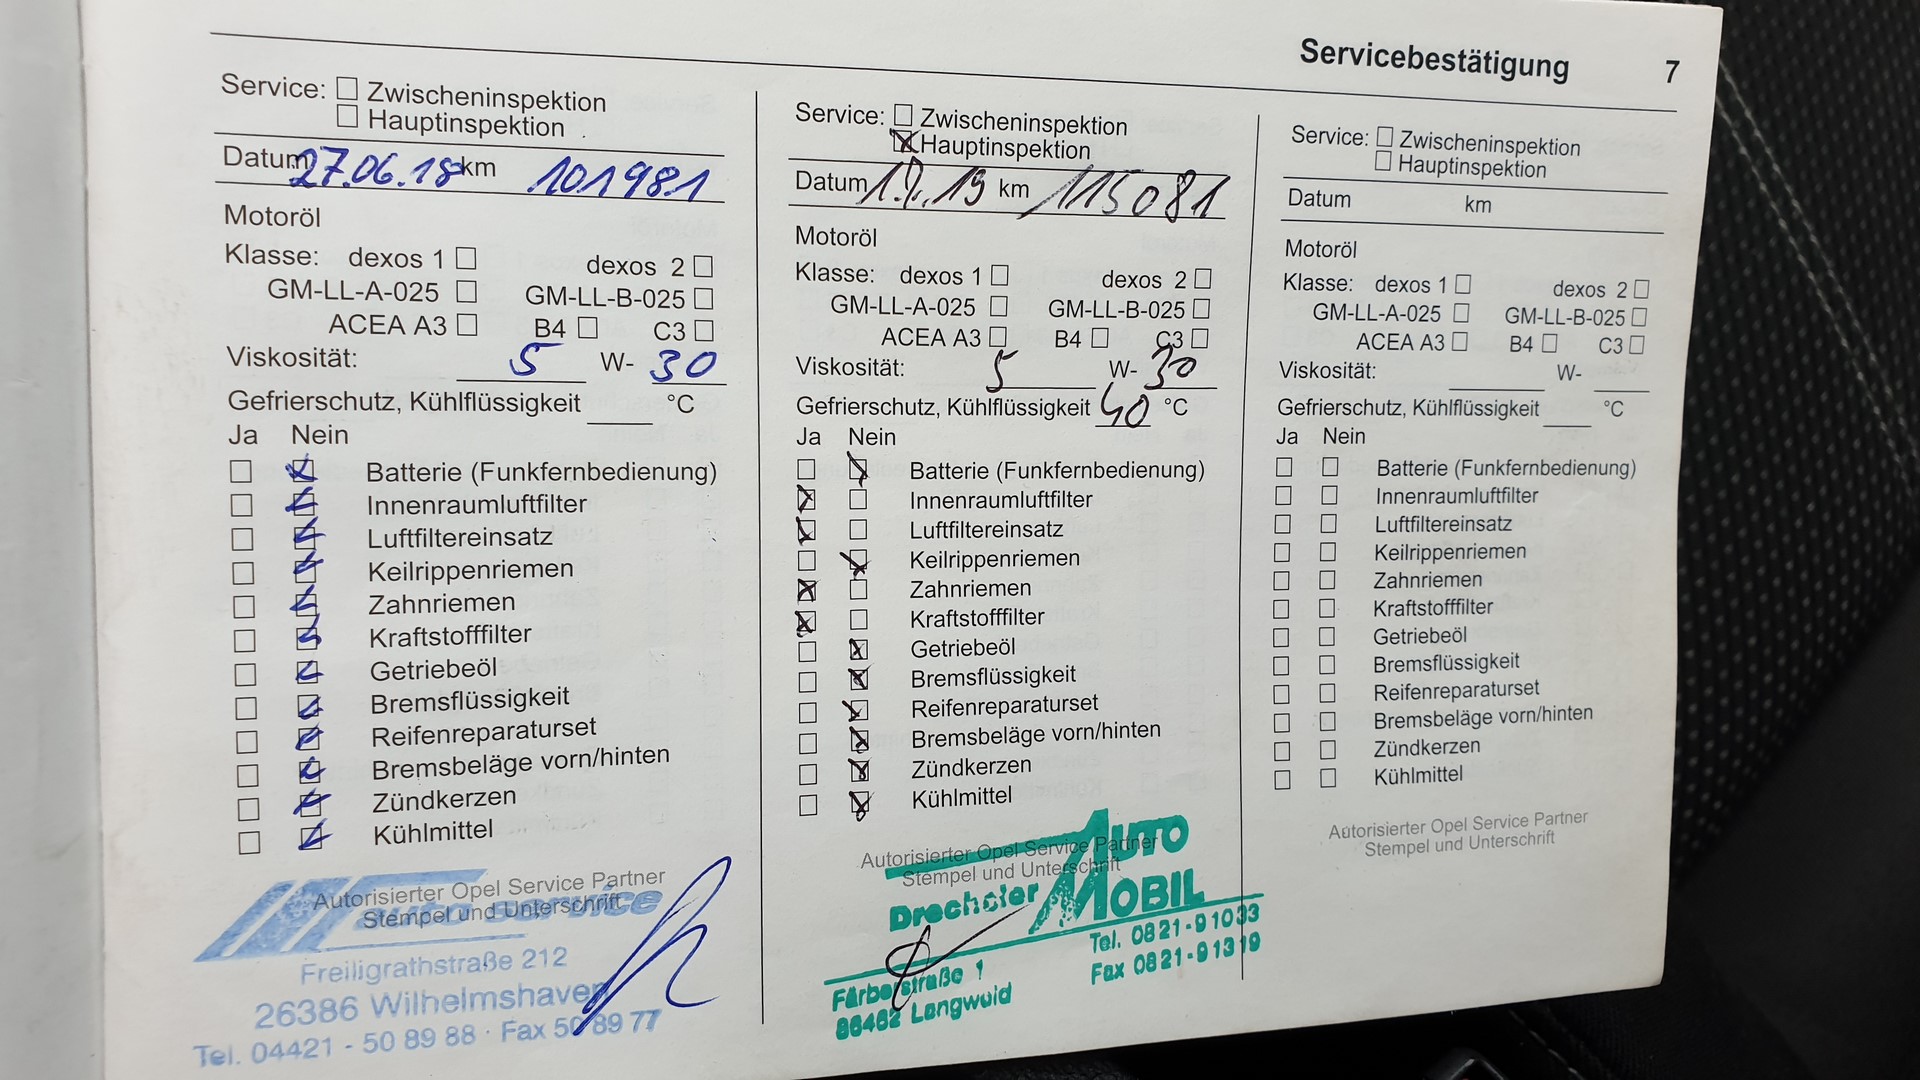 Servicebestätigung 7
Service: Zwischeninspektion
Hauptinspektion
Datum 27.06.18 km 101981
Motoröl
Klasse: dexos 1 dexos 2
GM-LL-A-025 GM-LL-B-025
ACEA A3 B4 C3
Viskosität: 5 W- 30
Gefrierschutz, Kühlflüssigkeit °C
Ja Nein
Batterie (Funkfernbedienung)
Innenraumluftfilter
Luftfiltereinsatz
Keilrippenriemen
Zahnriemen
Kraftstofffilter
Getriebeöl
Bremsflüssigkeit
Reifenreparaturset
Bremsbeläge vorn/hinten
Zündkerzen
Kühlmittel
Autorisierter Opel Service Partner
Stempel und Unterschrift
auto service
Freiligrathstraße 212
26386 Wilhelmshaven
Tel. 04421 - 50 89 88 · Fax 50 89 77
Service: Zwischeninspektion
Hauptinspektion
Datum km 115081
Motoröl
Klasse: dexos 1 dexos 2
GM-LL-A-025 GM-LL-B-025
ACEA A3 B4 C3
Viskosität: 5 W- 30
Gefrierschutz, Kühlflüssigkeit 40 °C
Ja Nein
Batterie (Funkfernbedienung)
Innenraumluftfilter
Luftfiltereinsatz
Keilrippenriemen
Zahnriemen
Kraftstofffilter
Getriebeöl
Bremsflüssigkeit
Reifenreparaturset
Bremsbeläge vorn/hinten
Zündkerzen
Kühlmittel
Autorisierter Opel Service Partner
Stempel und Unterschrift
AUTO
Drechsler MOBIL
Tel. 0821-91033
Fax 0821-91319
Färberstraße 1
86462 Langweid
Service: Zwischeninspektion
Hauptinspektion
Datum km
Motoröl
Klasse: dexos 1 dexos 2
GM-LL-A-025 GM-LL-B-025
ACEA A3 B4 C3
Viskosität: W-
Gefrierschutz, Kühlflüssigkeit °C
Ja Nein
Batterie (Funkfernbedienung)
Innenraumluftfilter
Luftfiltereinsatz
Keilrippenriemen
Zahnriemen
Kraftstofffilter
Getriebeöl
Bremsflüssigkeit
Reifenreparaturset
Bremsbeläge vorn/hinten
Zündkerzen
Kühlmittel
Autorisierter Opel Service Partner
Stempel und Unterschrift